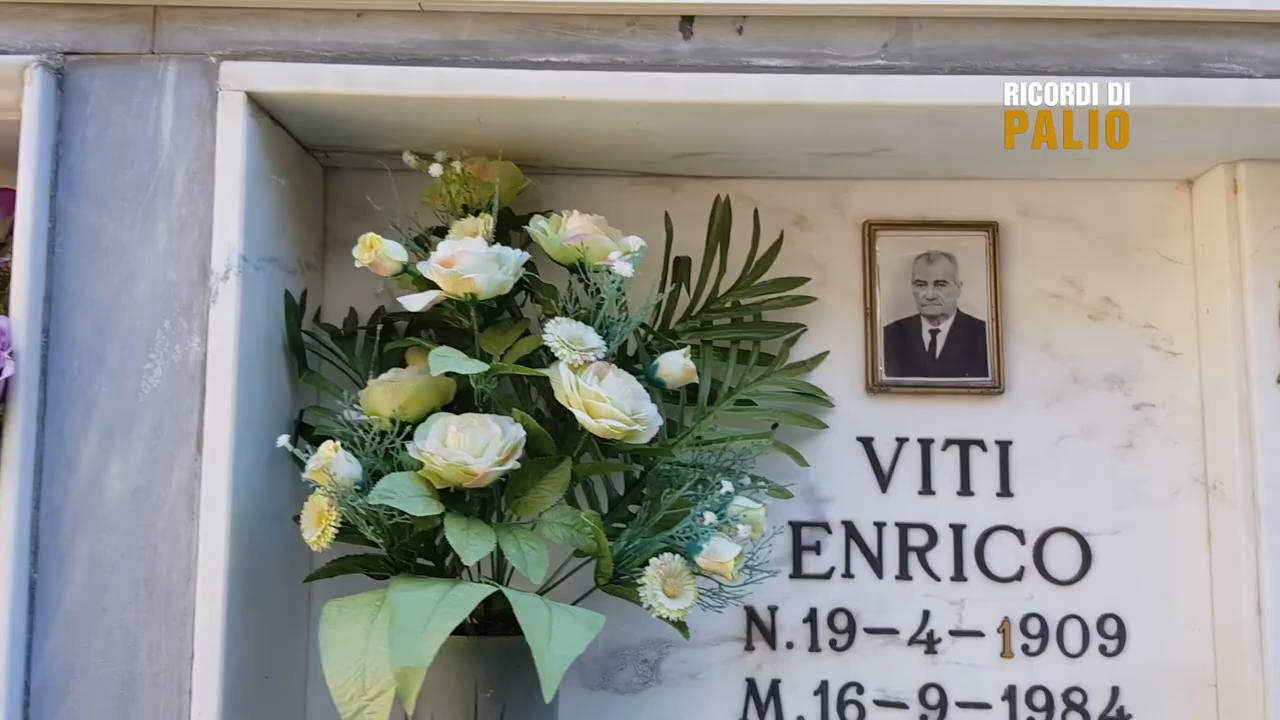 RICORDI DI
PALIO
VITI
ENRICO
N.19-4-1909
M.16-9-1984